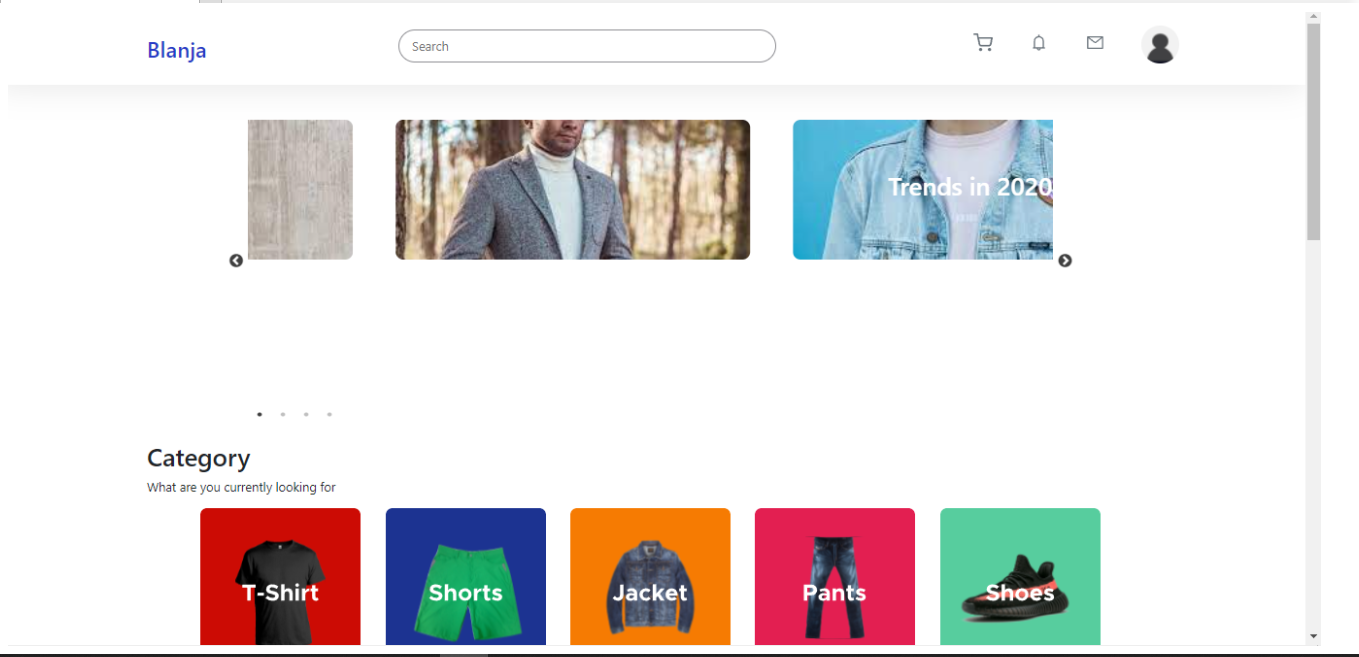 Blanja
Search
Trends in 2020
Category
What are you currently looking for
T-Shirt
Shorts
Jacket
Pants
Shoes